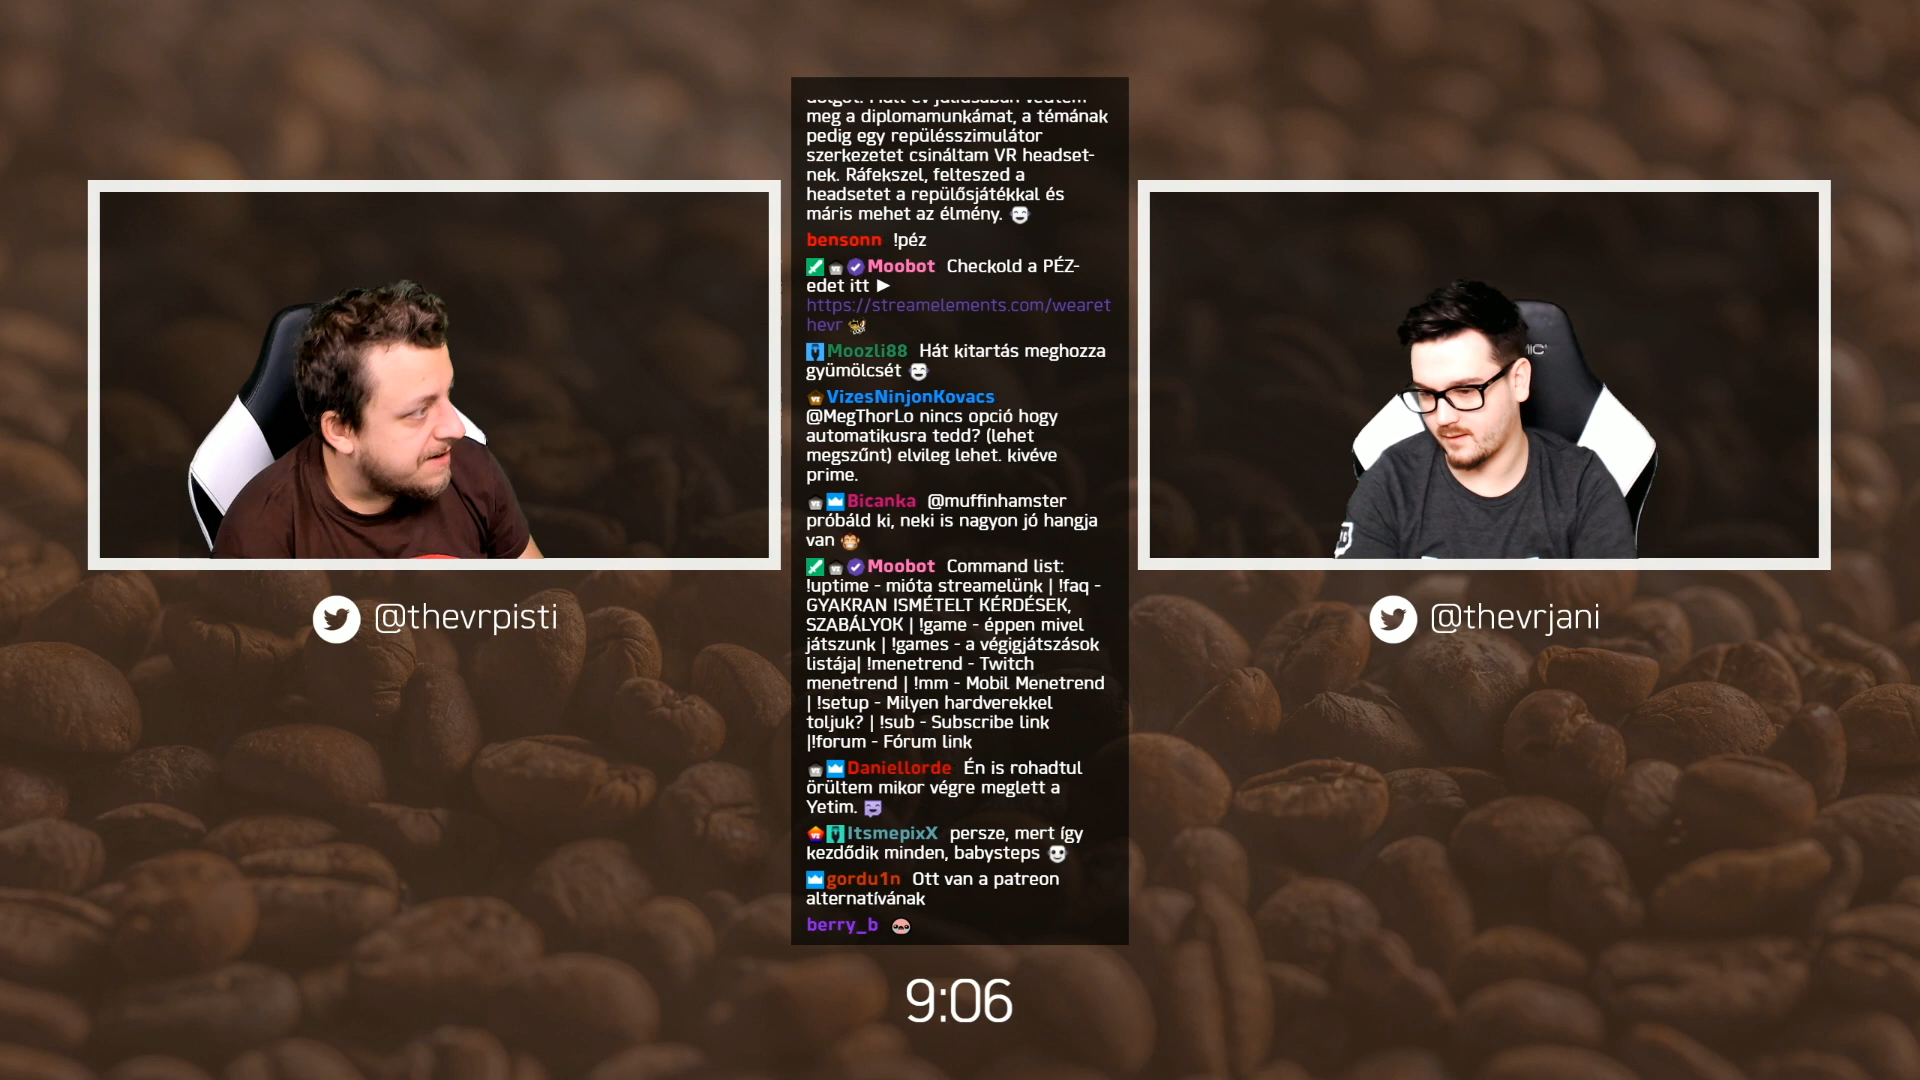 meg a diplomamunkámat, a témának
pedig egy repülésszimulátor
szerkezetet csináltam VR headset-
nek. Ráfekszel, felteszed a
headsetet a repülősjátékkal és
máris mehet az élmény.
bensonn !péz
Moobot Checkold a PÉZ-
edet itt ►
https://streamelements.com/wearet
hevr
Moozli88 Hát kitartás meghozza
gyümölcsét
VizesNinjonKovacs
@MegThorLo nincs opció hogy
automatikusra tedd? (lehet
megszűnt) elvileg lehet. kivéve
prime.
Bicanka @muffinhamster
próbáld ki, neki is nagyon jó hangja
van
Moobot Command list:
!uptime - mióta streamelünk | !faq -
GYAKRAN ISMÉTELT KÉRDÉSEK,
SZABÁLYOK | !game - éppen mivel
játszunk | !games - a végigjátszások
listája| !menetrend - Twitch
menetrend | !mm - Mobil Menetrend
| !setup - Milyen hardverekkel
toljuk? | !sub - Subscribe link
|!forum - Fórum link
Daniellorde Én is rohadtul
örültem mikor végre meglett a
Yetim.
ItsmepixX persze, mert így
kezdődik minden, babysteps
gordu1n Ott van a patreon
alternatívának
berry_b
@thevrpisti
@thevrjani
9:06